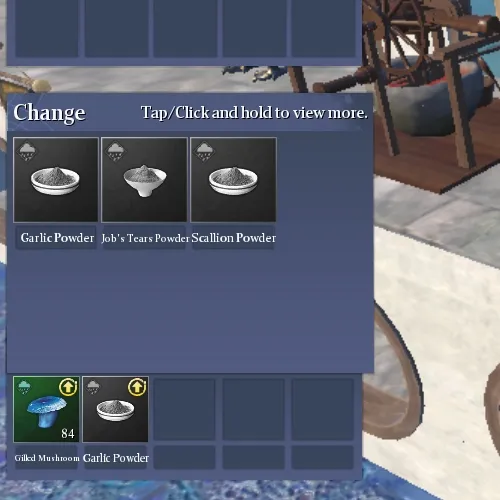 Change
Tap/Click and hold to view more.
Garlic Powder
Job's Tears Powder
Scallion Powder
84
Gilled Mushroom
Garlic Powder